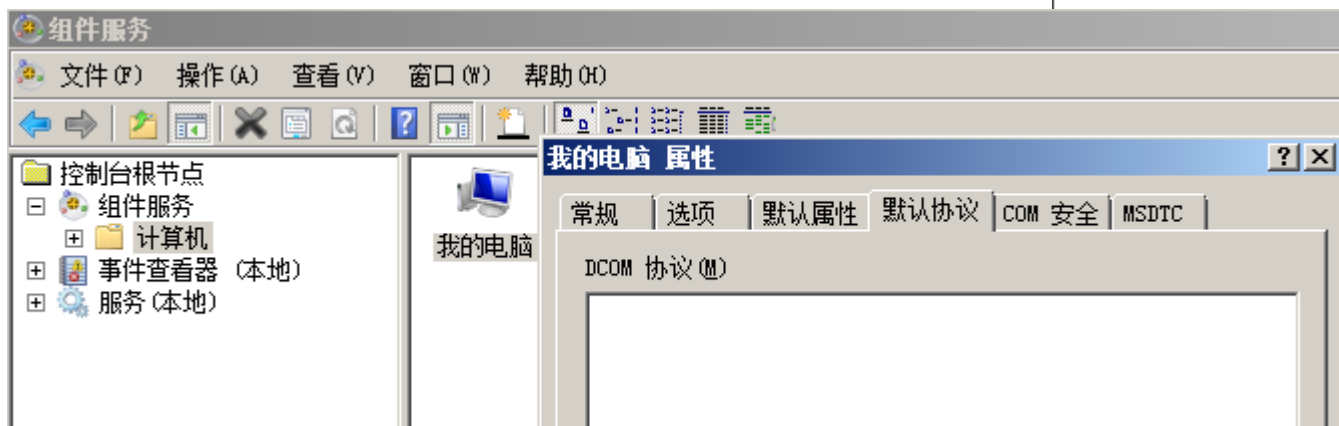 组件服务
文件(F) 操作(A) 查看(V) 窗口(W) 帮助(H)
我的电脑 属性
控制台根节点
组件服务
计算机
事件查看器 (本地)
服务(本地)
我的电脑
常规 选项 默认属性 默认协议 COM 安全 MSDTC
DCOM 协议(M)